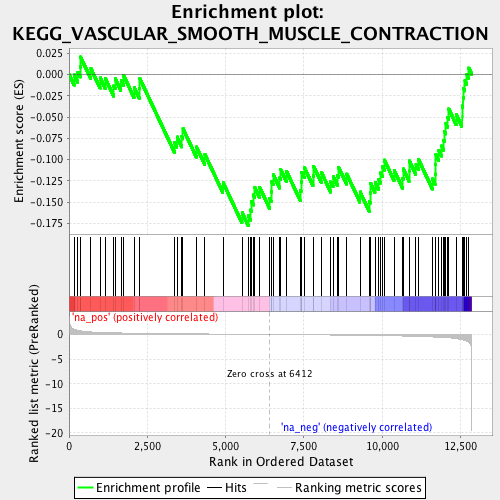 Enrichment plot:
KEGG_VASCULAR_SMOOTH_MUSCLE_CONTRACTION
Enrichment score (ES)
0.025
0.000
-0.025
-0.050
-0.075
-0.100
-0.125
-0.150
-0.175
'na_pos' (positively correlated)
Ranked list metric (PreRanked)
0
-5
-10
-15
-20
Zero cross at 6412
'na_neg' (negatively correlated)
0
2,500
5,000
7,500
10,000
12,500
Rank in Ordered Dataset
Enrichment profile
Hits
Ranking metric scores